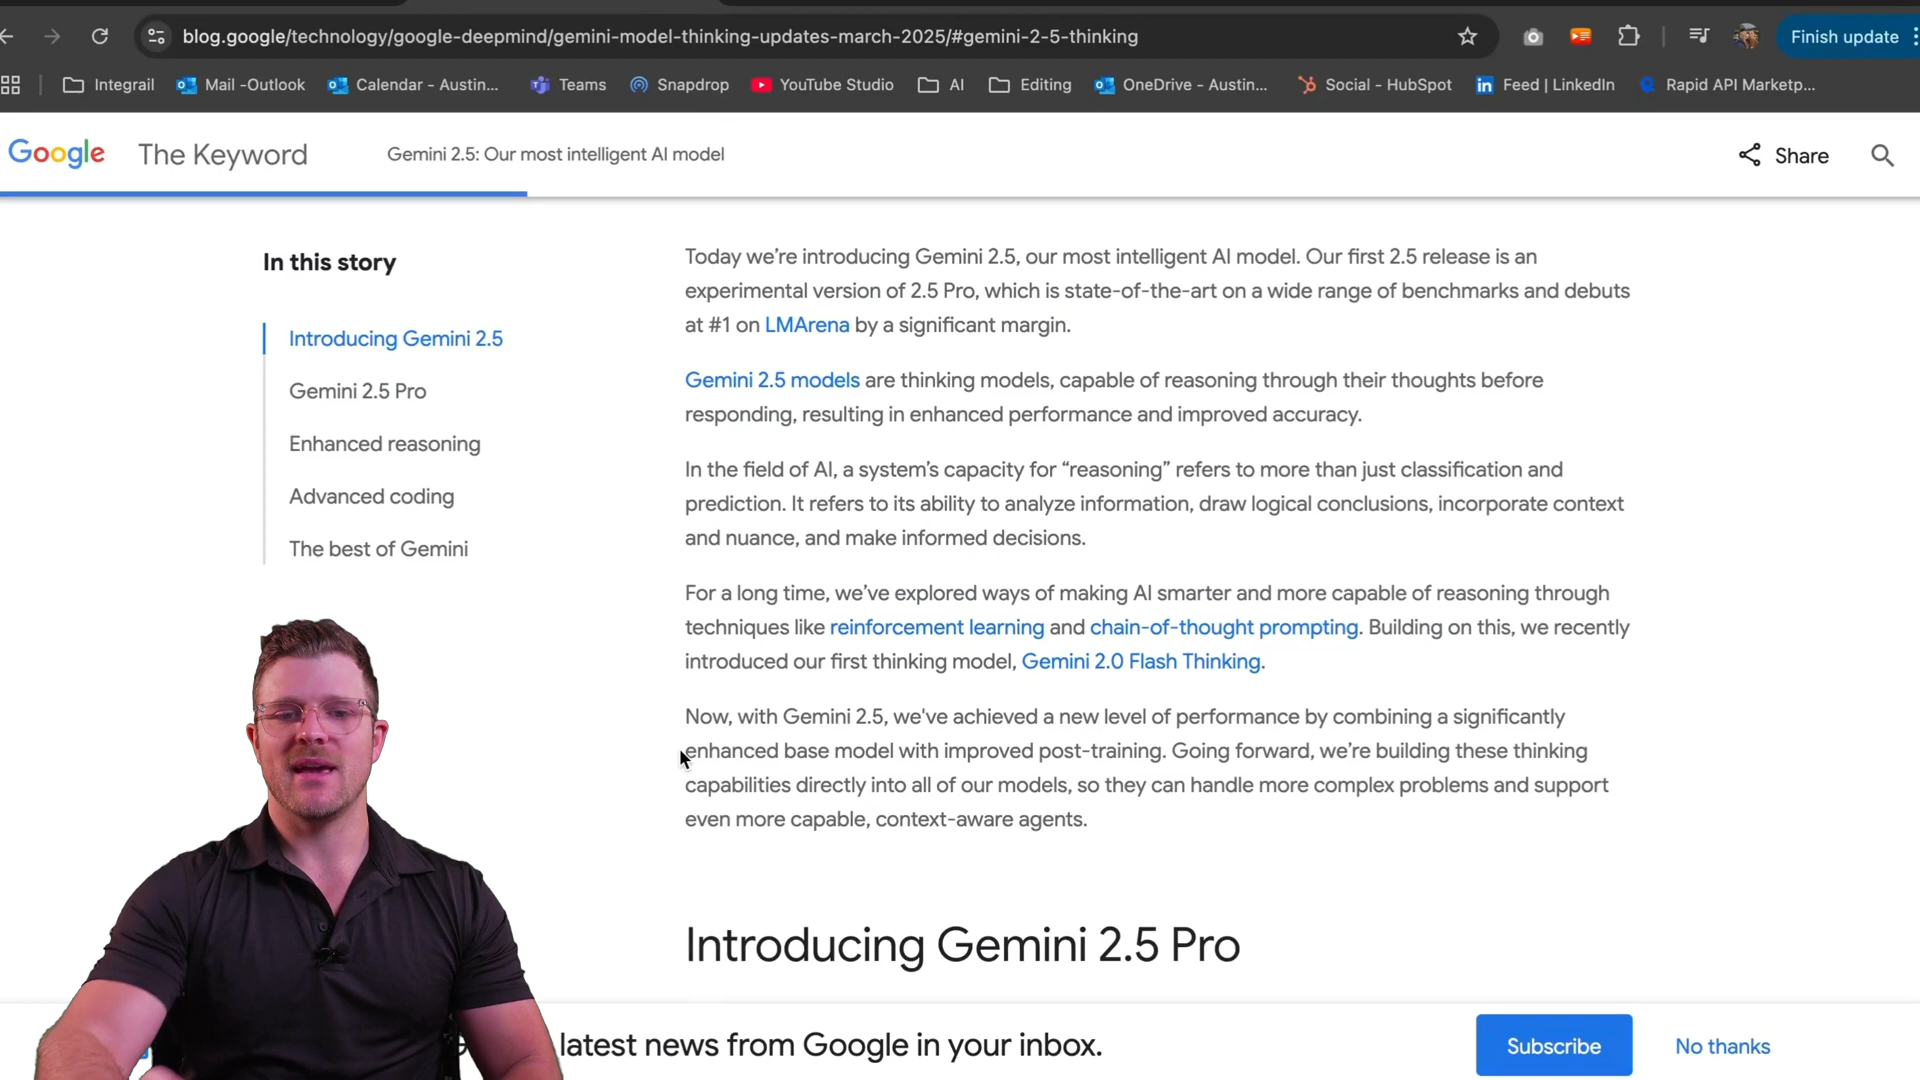 blog.google/technology/google-deepmind/gemini-model-thinking-updates-march-2025/#gemini-2-5-thinking
Finish update
Integrail
Mail -Outlook
Calendar - Austin...
Teams
Snapdrop
YouTube Studio
AI
Editing
OneDrive - Austin...
Social - HubSpot
Feed | LinkedIn
Rapid API Marketp...
Google The Keyword
Gemini 2.5: Our most intelligent AI model
Share
In this story
Introducing Gemini 2.5
Gemini 2.5 Pro
Enhanced reasoning
Advanced coding
The best of Gemini
Today we’re introducing Gemini 2.5, our most intelligent AI model. Our first 2.5 release is an
experimental version of 2.5 Pro, which is state-of-the-art on a wide range of benchmarks and debuts
at #1 on LMArena by a significant margin.
Gemini 2.5 models are thinking models, capable of reasoning through their thoughts before
responding, resulting in enhanced performance and improved accuracy.
In the field of AI, a system’s capacity for “reasoning” refers to more than just classification and
prediction. It refers to its ability to analyze information, draw logical conclusions, incorporate context
and nuance, and make informed decisions.
For a long time, we’ve explored ways of making AI smarter and more capable of reasoning through
techniques like reinforcement learning and chain-of-thought prompting. Building on this, we recently
introduced our first thinking model, Gemini 2.0 Flash Thinking.
Now, with Gemini 2.5, we've achieved a new level of performance by combining a significantly
enhanced base model with improved post-training. Going forward, we’re building these thinking
capabilities directly into all of our models, so they can handle more complex problems and support
even more capable, context-aware agents.
Introducing Gemini 2.5 Pro
latest news from Google in your inbox.
Subscribe
No thanks